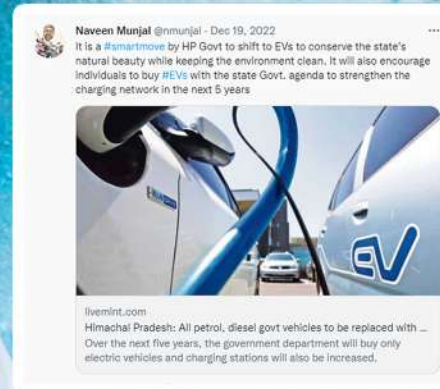 Naveen Munjal @nmunjal · Dec 19, 2022 ...
It is a #smartmove by HP Govt to shift to EVs to conserve the state's
natural beauty while keeping the environment clean. It will also encourage
individuals to buy #EVs with the state Govt. agenda to strengthen the
charging network in the next 5 years
EV
livemint.com
Himachal Pradesh: All petrol, diesel govt vehicles to be replaced with ...
Over the next five years, the government department will buy only
electric vehicles and charging stations will also be increased.